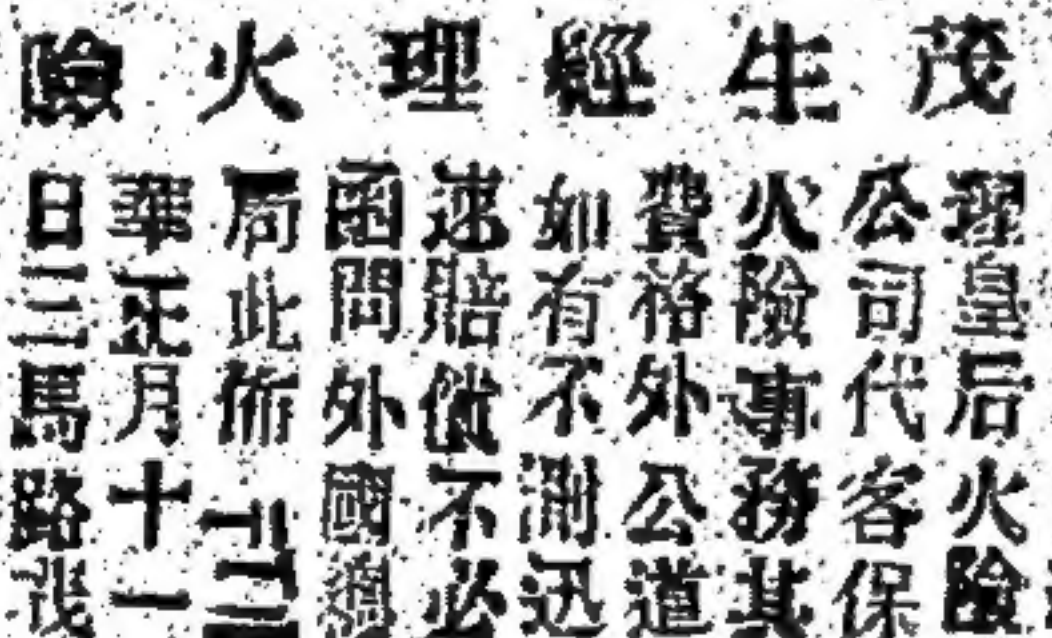 茂生經理火險
理皇后火險
公司代客保
火險事務其
費格外公道
如有不測迅
速賠償不必
函問外國總
局此佈
華正月十一
日三馬路茂